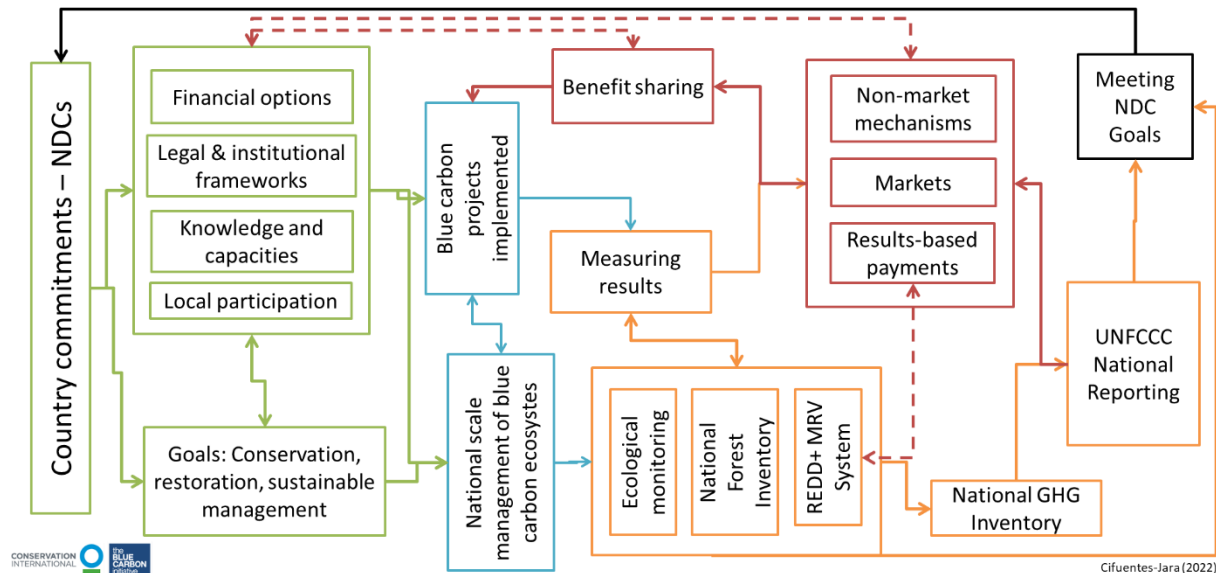 Country commitments – NDCs
Financial options
Legal & institutional
frameworks
Knowledge and
capacities
Local participation
Goals: Conservation,
restoration, sustainable
management
Blue carbon
projects
implemented
National scale
management of blue
carbon ecosystes
Benefit sharing
Measuring
results
Ecological
monitoring
National
Forest
Inventory
REDD+ MRV
System
Non-market
mechanisms
Markets
Results-based
payments
National GHG
Inventory
Meeting
NDC
Goals
UNFCCC
National
Reporting
CONSERVATION
INTERNATIONAL
the
BLUE
CARBON
initiative
Cifuentes-Jara (2022)